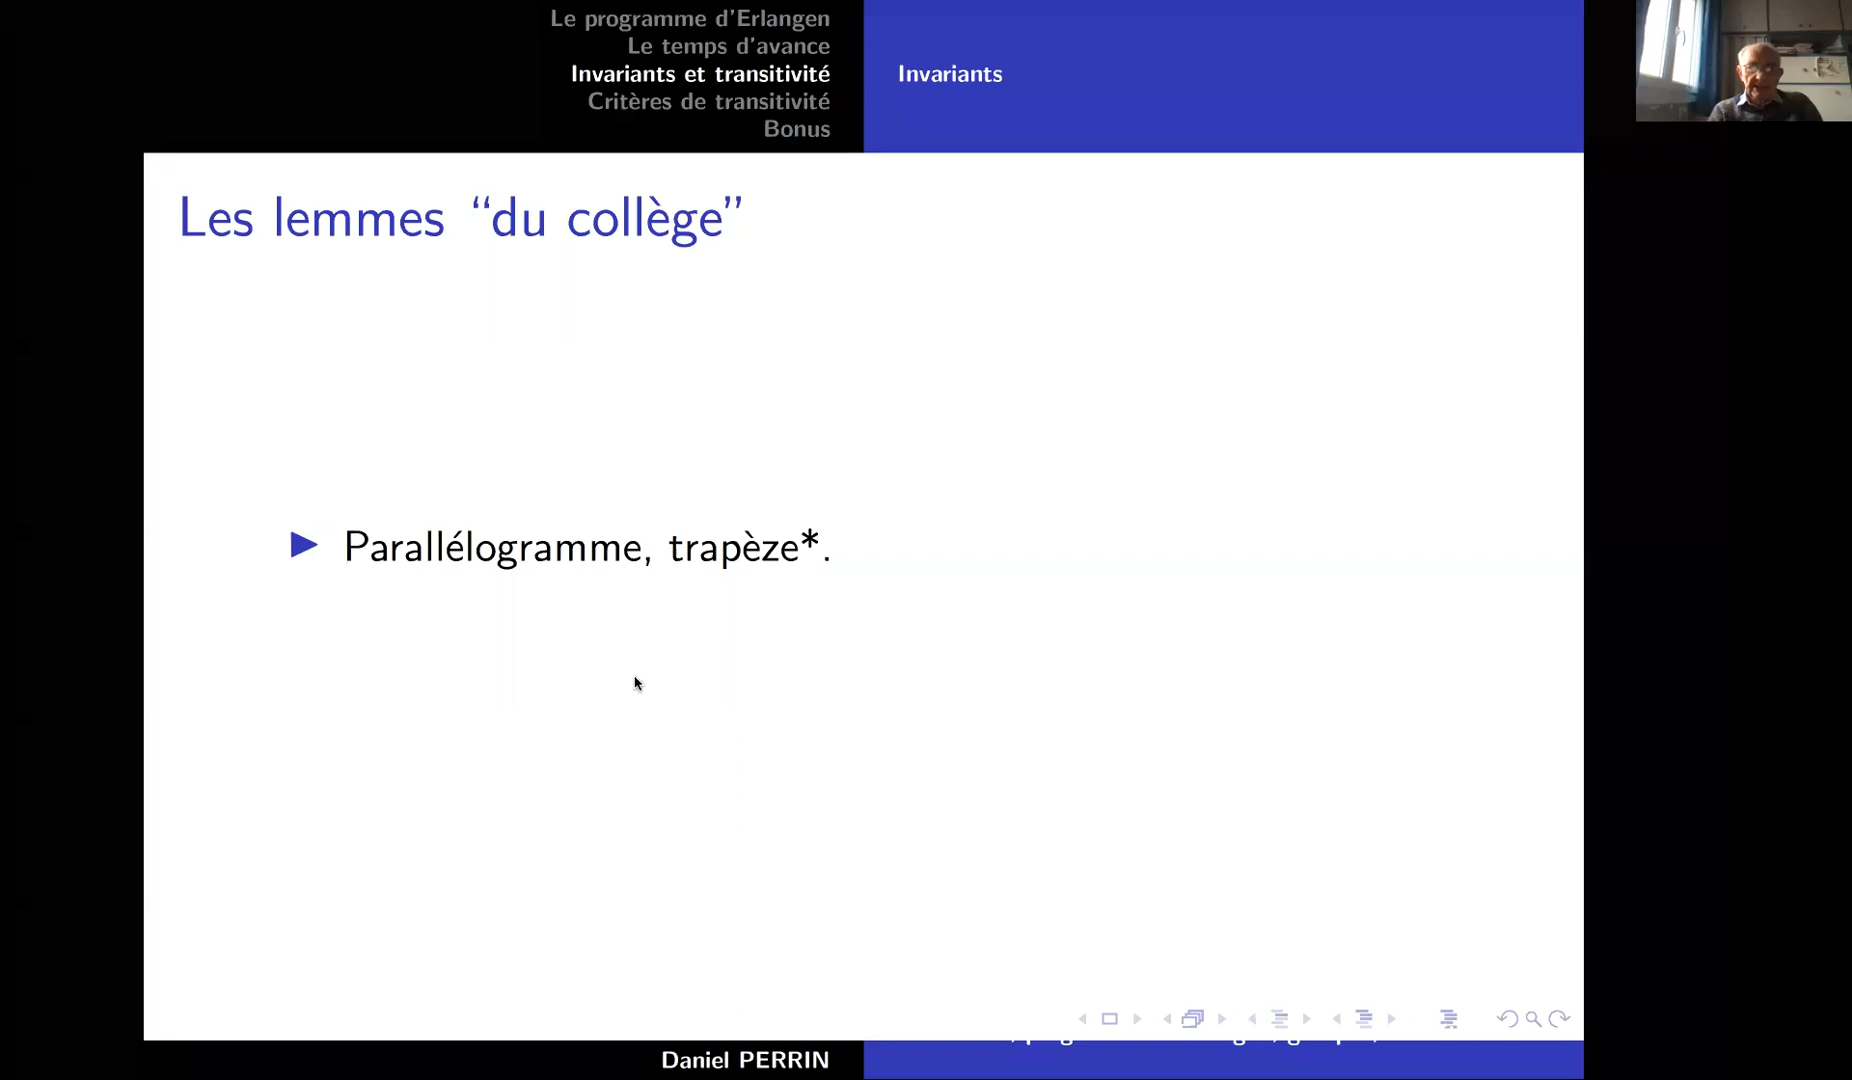 Le programme d'Erlangen
Le temps d'avance
Invariants et transitivité
Critères de transitivité
Bonus
Invariants
Les lemmes “du collège”
Parallélogramme, trapèze*.
Daniel PERRIN